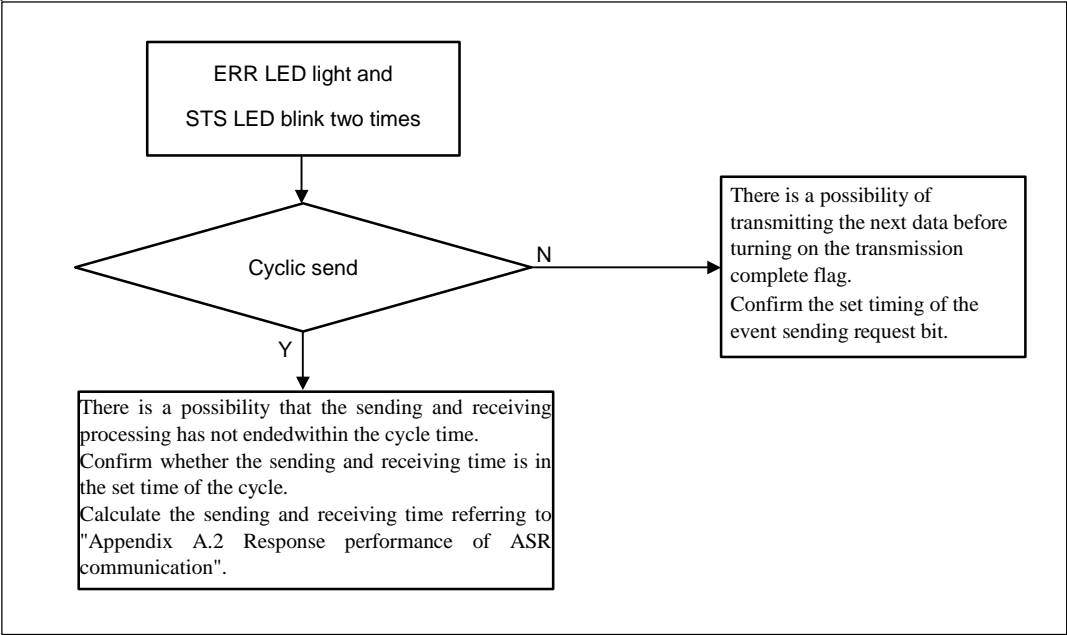 ERR LED light and
STS LED blink two times
Cyclic send
N
There is a possibility of
transmitting the next data before
turning on the transmission
complete flag.
Confirm the set timing of the
event sending request bit.
Y
There is a possibility that the sending and receiving
processing has not endedwithin the cycle time.
Confirm whether the sending and receiving time is in
the set time of the cycle.
Calculate the sending and receiving time referring to
"Appendix A.2 Response performance of ASR
communication".